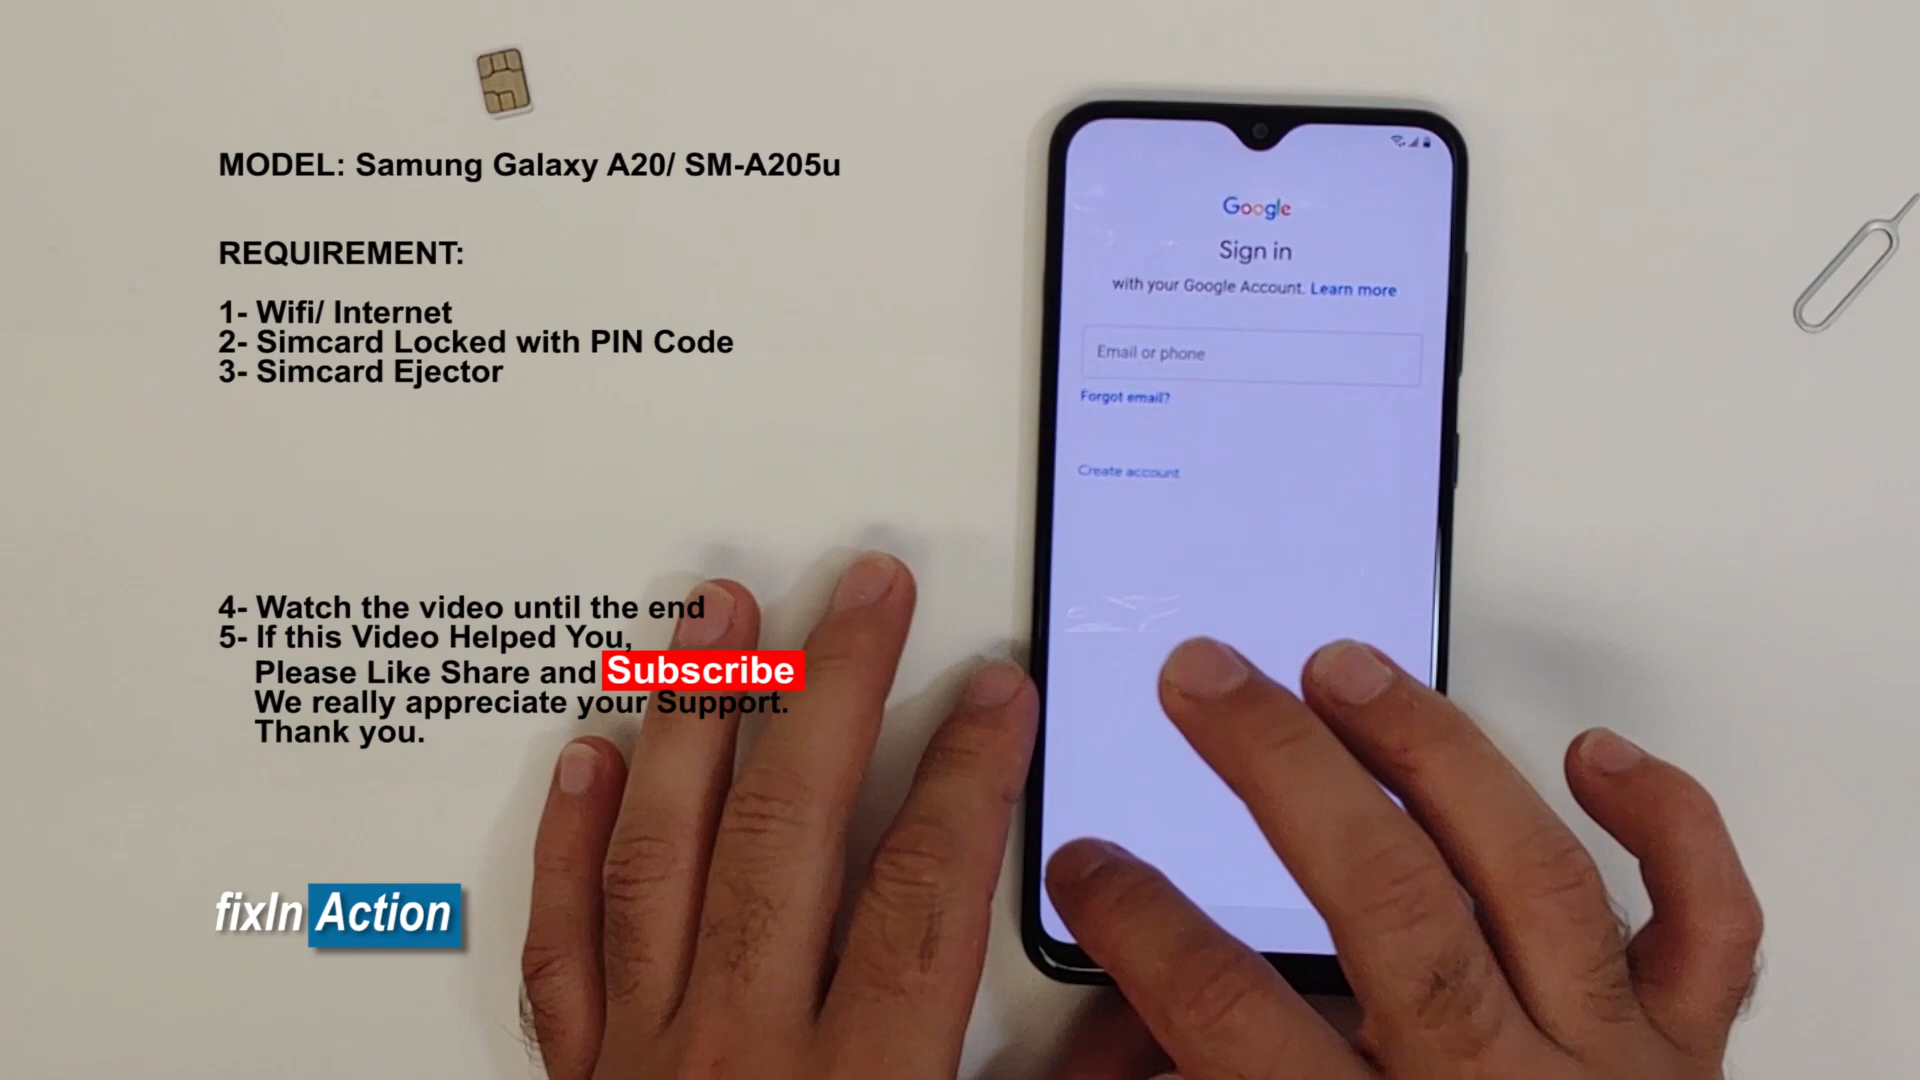 MODEL: Samung Galaxy A20/ SM-A205u
REQUIREMENT:
1- Wifi/ Internet
2- Simcard Locked with PIN Code
3- Simcard Ejector
4- Watch the video until the end
5- If this Video Helped You,
Please Like Share and Subscribe
We really appreciate your Support.
Thank you.
fixIn Action
Google
Sign in
with your Google Account. Learn more
Email or phone
Forgot email?
Create account